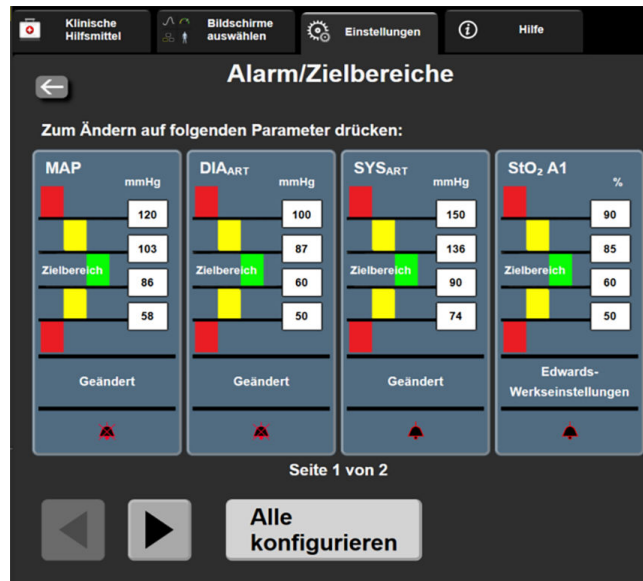 Klinische
Hilfsmittel
Bildschirme
auswählen
Einstellungen
Hilfe
Alarm/Zielbereiche
Zum Ändern auf folgenden Parameter drücken:
MAP
mmHg
120
103
Zielbereich
86
58
Geändert
DIAART
mmHg
100
87
Zielbereich
60
50
Geändert
SYSART
mmHg
150
136
Zielbereich
90
74
Geändert
StO₂ A1
%
90
85
Zielbereich
60
50
Edwards-
Werkseinstellungen
Seite 1 von 2
Alle
konfigurieren